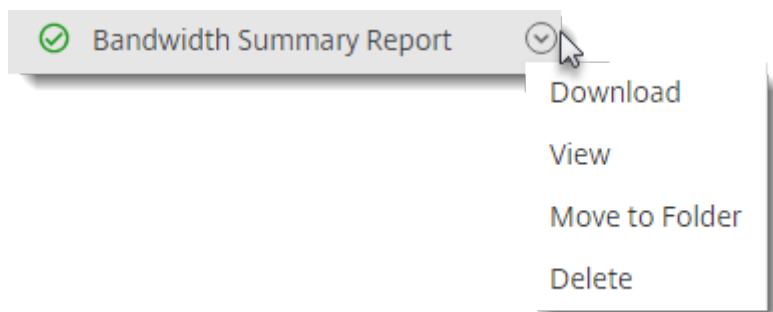 Bandwidth Summary Report
Download
View
Move to Folder
Delete